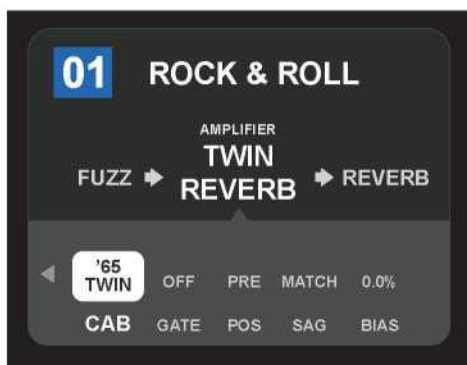 01 ROCK & ROLL
AMPLIFIER
TWIN
FUZZ REVERB REVERB
'65
TWIN OFF PRE MATCH 0.0%
CAB GATE POS SAG BIAS